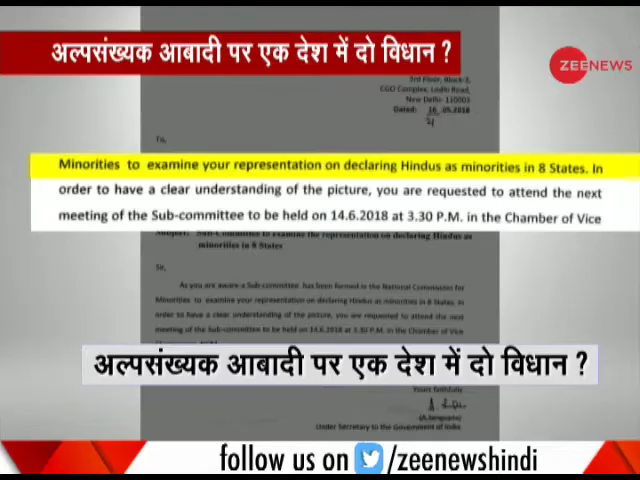 अल्पसंख्यक आबादी पर एक देश में दो विधान ?
ZEENEWS
3rd Floor, Block-3,
CGO Complex, Lodhi Road,
New Delhi- 110003
Dated: 16.05.2018
To,
Minorities to examine your representation on declaring Hindus as minorities in 8 States. In
order to have a clear understanding of the picture, you are requested to attend the next
meeting of the Sub-committee to be held on 14.6.2018 at 3.30 P.M. in the Chamber of Vice
Subject: Sub-Committee to examine the representation on declaring Hindus as
minorities in 8 States
Sir,
As you are aware a Sub-committee has been formed in the National Commission for
Minorities to examine your representation on declaring Hindus as minorities in 8 States. In
order to have a clear understanding of the picture, you are requested to attend the next
meeting of the Sub-committee to be held on 14.6.2018 at 3.30 P.M. in the Chamber of Vice
अल्पसंख्यक आबादी पर एक देश में दो विधान ?
Yours faithfully
Under Secretary to the Government of India
follow us on /zeenewshindi